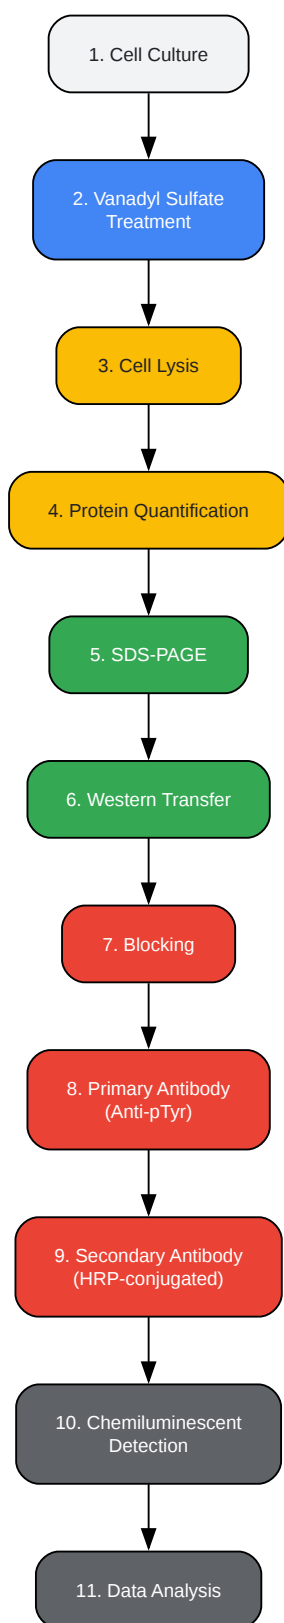 1. Cell Culture
2. Vanadyl Sulfate
Treatment
3. Cell Lysis
4. Protein Quantification
5. SDS-PAGE
6. Western Transfer
7. Blocking
8. Primary Antibody
(Anti-pTyr)
9. Secondary Antibody
(HRP-conjugated)
10. Chemiluminescent
Detection
11. Data Analysis